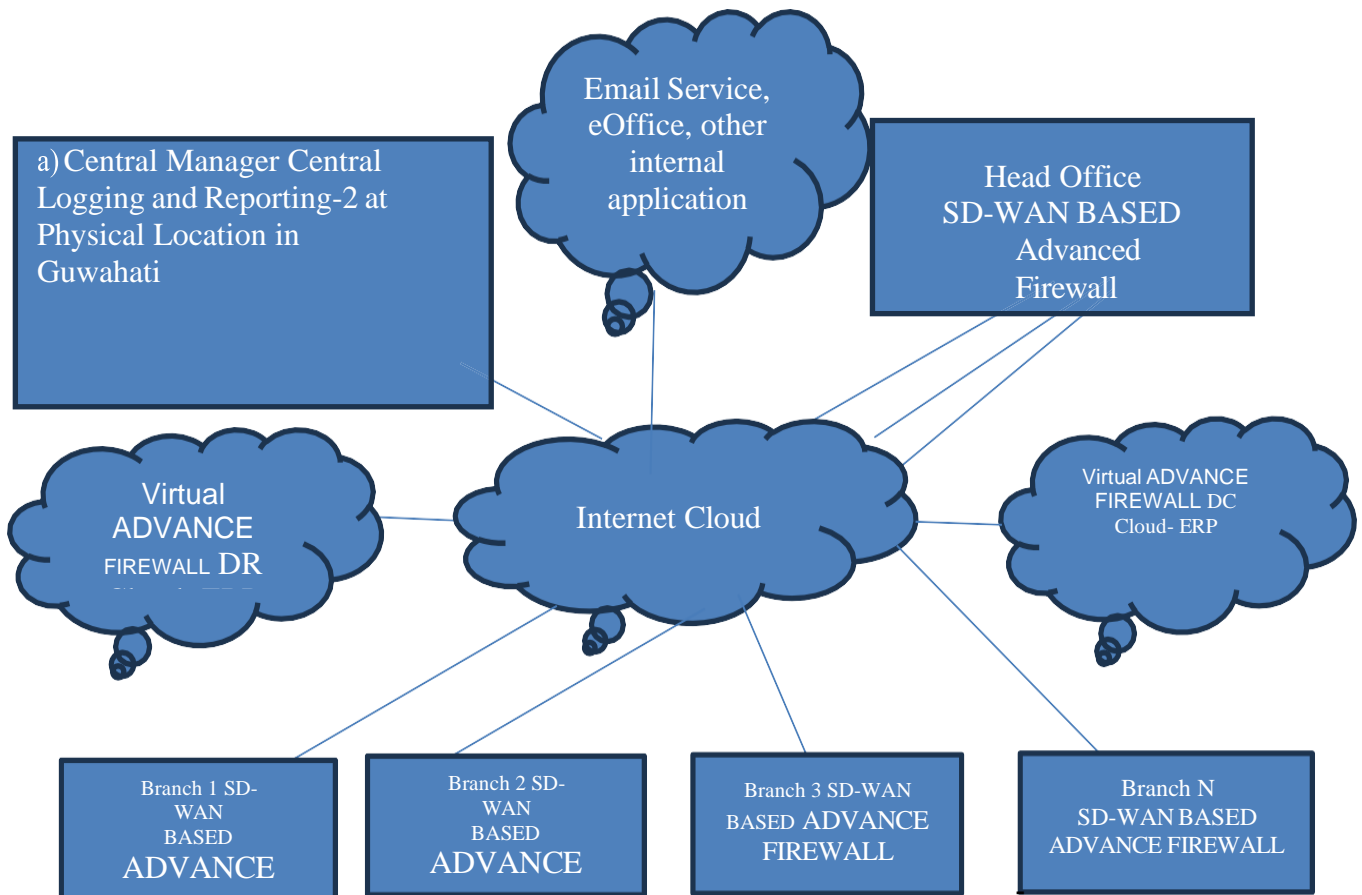 Email Service,
eOffice, other
internal
application
a) Central Manager Central
Logging and Reporting-2 at
Physical Location in
Guwahati
Head Office
SD-WAN BASED
Advanced
Firewall
Virtual
ADVANCE
FIREWALL DR
Internet Cloud
Virtual ADVANCE
FIREWALL DC
Cloud- ERP
Branch 1 SD-
WAN
BASED
ADVANCE
Branch 2 SD-
WAN
BASED
ADVANCE
Branch 3 SD-WAN
BASED ADVANCE
FIREWALL
Branch N
SD-WAN BASED
ADVANCE FIREWALL